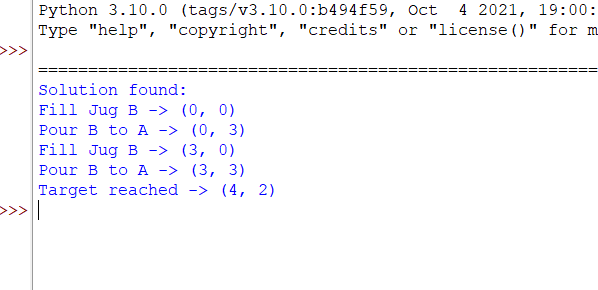 Python 3.10.0 (tags/v3.10.0:b494f59, Oct  4 2021, 19:00:
Type "help", "copyright", "credits" or "license()" for m
>>>
========================================================
Solution found:
Fill Jug B -> (0, 0)
Pour B to A -> (0, 3)
Fill Jug B -> (3, 0)
Pour B to A -> (3, 3)
Target reached -> (4, 2)
>>>